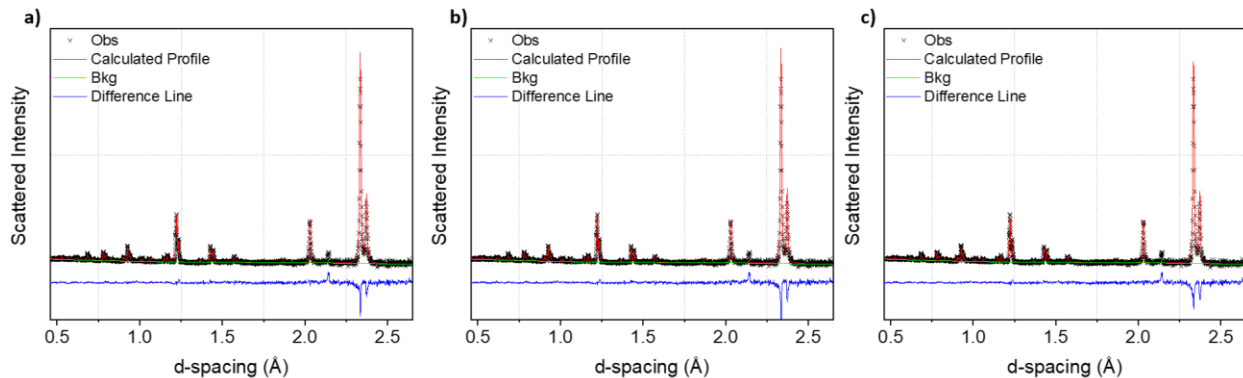 a)
Scattered Intensity
Obs
Calculated Profile
Bkg
Difference Line
0.5 1.0 1.5 2.0 2.5
d-spacing (Å)
b)
Scattered Intensity
Obs
Calculated Profile
Bkg
Difference Line
0.5 1.0 1.5 2.0 2.5
d-spacing (Å)
c)
Scattered Intensity
Obs
Calculated Profile
Bkg
Difference Line
0.5 1.0 1.5 2.0 2.5
d-spacing (Å)